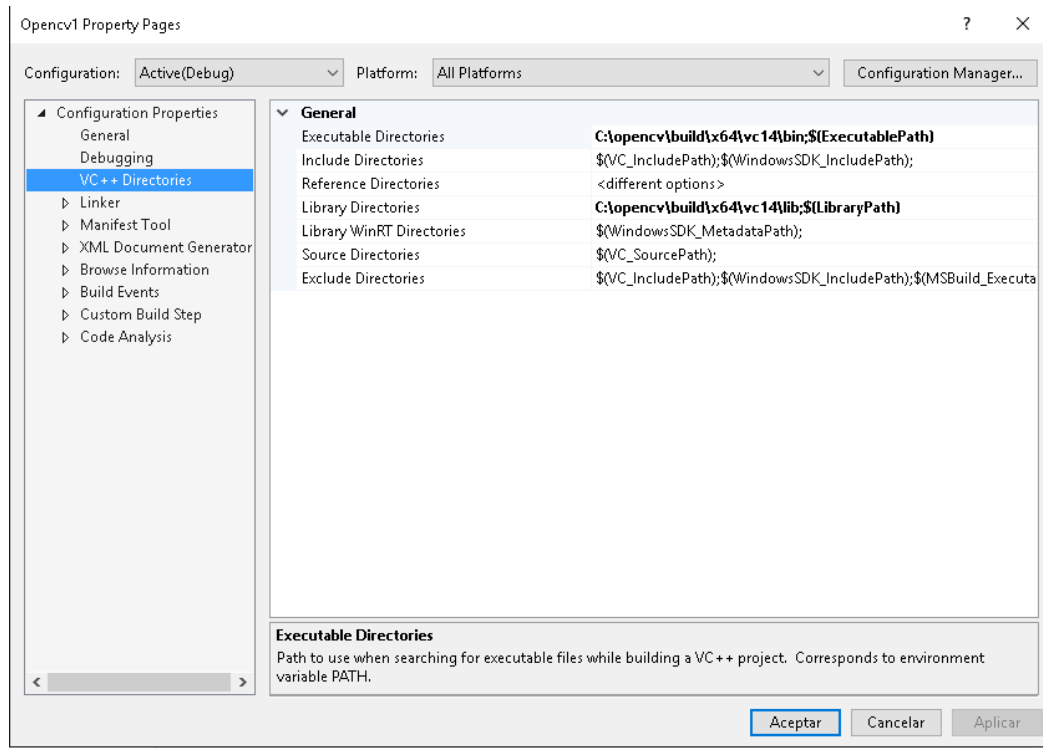 Opencv1 Property Pages
Configuration: Active(Debug) Platform: All Platforms Configuration Manager...
Configuration Properties
General
Debugging
VC++ Directories
Linker
Manifest Tool
XML Document Generator
Browse Information
Build Events
Custom Build Step
Code Analysis
General
Executable Directories C:\opencv\build\x64\vc14\bin;$(ExecutablePath)
Include Directories $(VC_IncludePath);$(WindowsSDK_IncludePath);
Reference Directories <different options>
Library Directories C:\opencv\build\x64\vc14\lib;$(LibraryPath)
Library WinRT Directories $(WindowsSDK_MetadataPath);
Source Directories $(VC_SourcePath);
Exclude Directories $(VC_IncludePath);$(WindowsSDK_IncludePath);$(MSBuild_Executa
Executable Directories
Path to use when searching for executable files while building a VC++ project. Corresponds to environment
variable PATH.
Aceptar Cancelar Aplicar